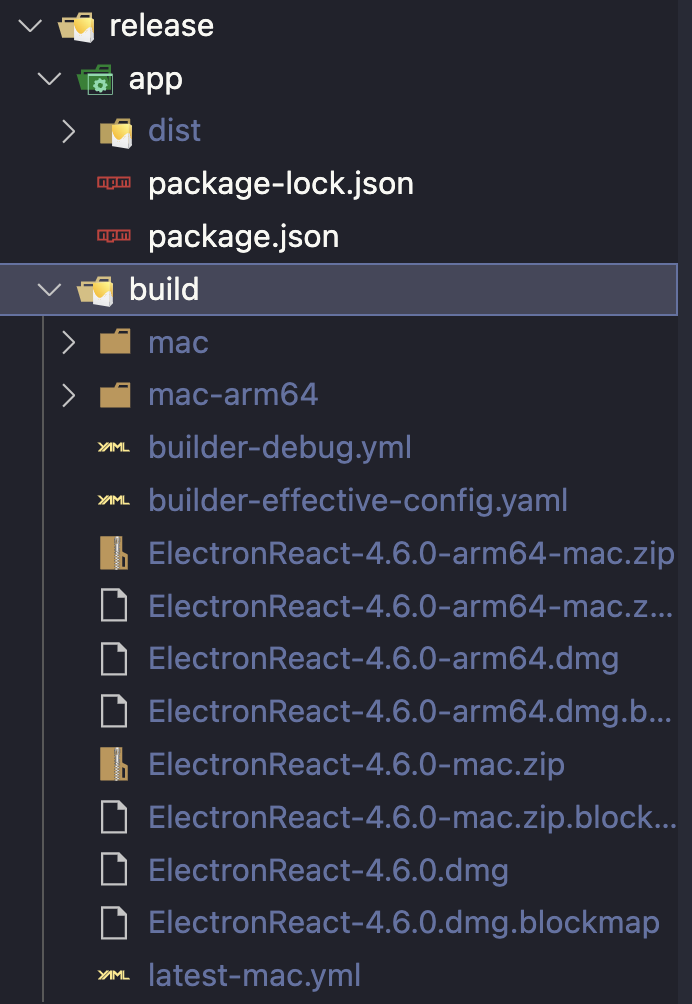 release
app
dist
package-lock.json
package.json
build
mac
mac-arm64
builder-debug.yml
builder-effective-config.yaml
ElectronReact-4.6.0-arm64-mac.zip
ElectronReact-4.6.0-arm64-mac.z...
ElectronReact-4.6.0-arm64.dmg
ElectronReact-4.6.0-arm64.dmg.b...
ElectronReact-4.6.0-mac.zip
ElectronReact-4.6.0-mac.zip.block...
ElectronReact-4.6.0.dmg
ElectronReact-4.6.0.dmg.blockmap
latest-mac.yml